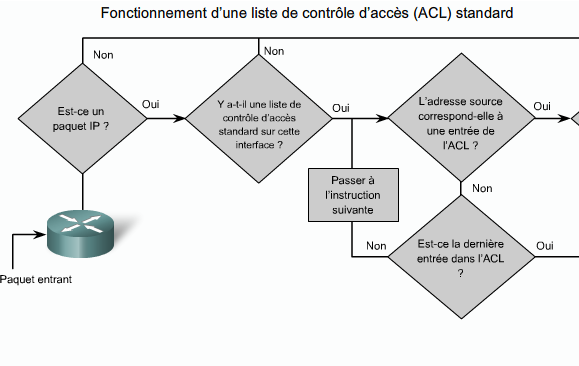 Fonctionnement d'une liste de contrôle d'accès (ACL) standard
Non
Non
Est-ce un
paquet IP ?
Oui
Y a-t-il une liste de
contrôle d'accès
standard sur cette
interface ?
Oui
L'adresse source
correspond-elle à
une entrée de
l'ACL ?
Oui
Passer à
l'instruction
suivante
Non
Non
Est-ce la dernière
entrée dans l'ACL
?
Oui
Paquet entrant